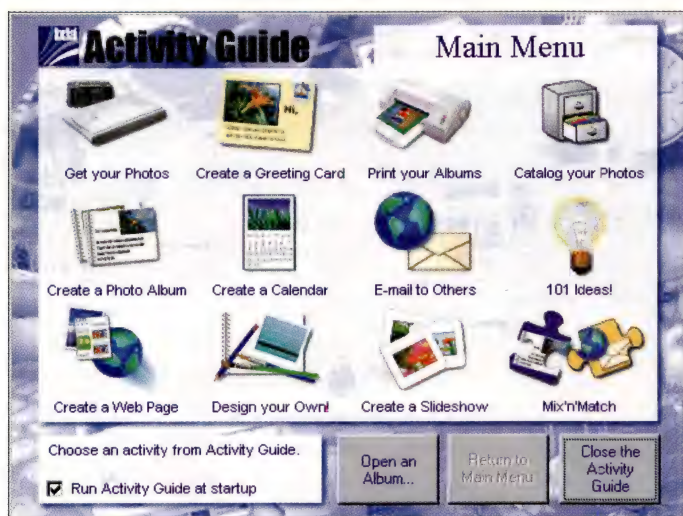 beta
Activity Guide
Main Menu
Get your Photos
Create a Greeting Card
Print your Albums
Catalog your Photos
Hi,
Create a Photo Album
Create a Calendar
E-mail to Others
101 Ideas!
Create a Web Page
Design your Own!
Create a Slideshow
Mix'n'Match
Choose an activity from Activity Guide.
Run Activity Guide at startup
Open an
Album...
Return to
Main Menu
Close the
Activity
Guide